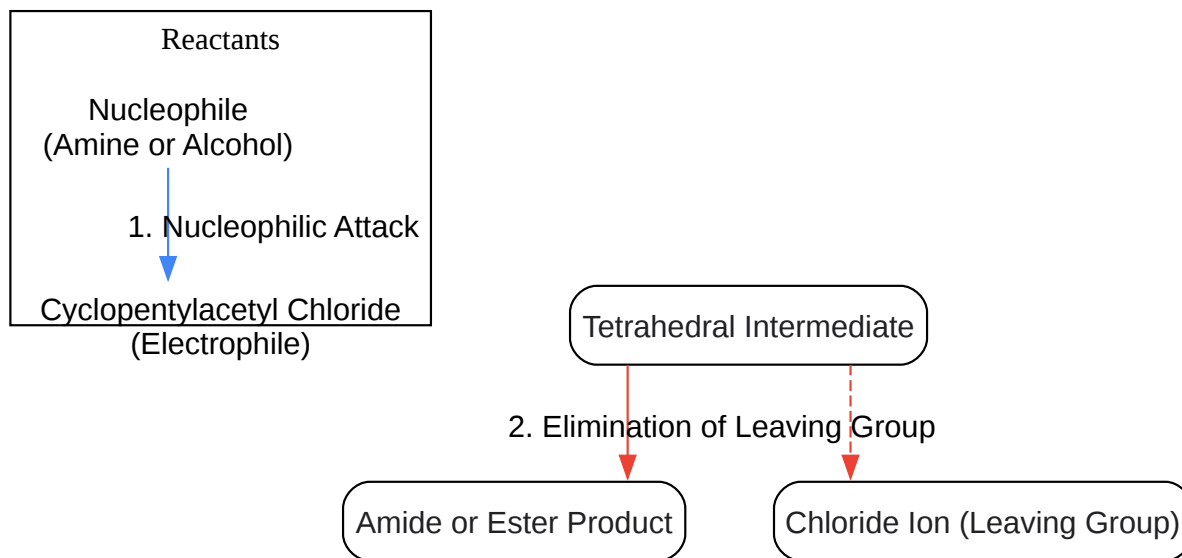 Reactants
Nucleophile
(Amine or Alcohol)
1. Nucleophilic Attack
Cyclopentylacetyl Chloride
(Electrophile)
Tetrahedral Intermediate
2. Elimination of Leaving Group
Amide or Ester Product
Chloride Ion (Leaving Group)